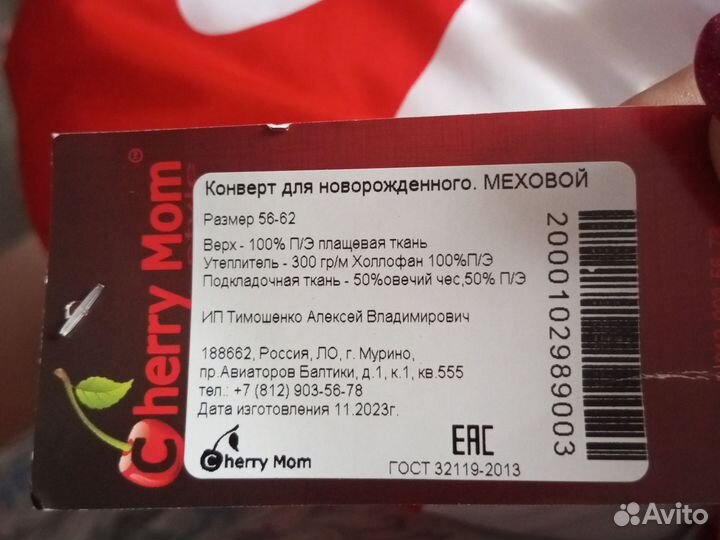 Cherry Mom®
Конверт для новорожденного. МЕХОВОЙ
Размер 56-62
Верх - 100% П/Э плащевая ткань
Утеплитель - 300 гр/м Холлофан 100%П/Э
Подкладочная ткань - 50%овечий чес,50% П/Э
ИП Тимошенко Алексей Владимирович
188662, Россия, ЛО, г. Мурино,
пр.Авиаторов Балтики, д.1, к.1, кв.555
тел.: +7 (812) 903-56-78
Дата изготовления 11.2023г.
Cherry Mom
EAC
ГОСТ 32119-2013
2000102989003
Avito